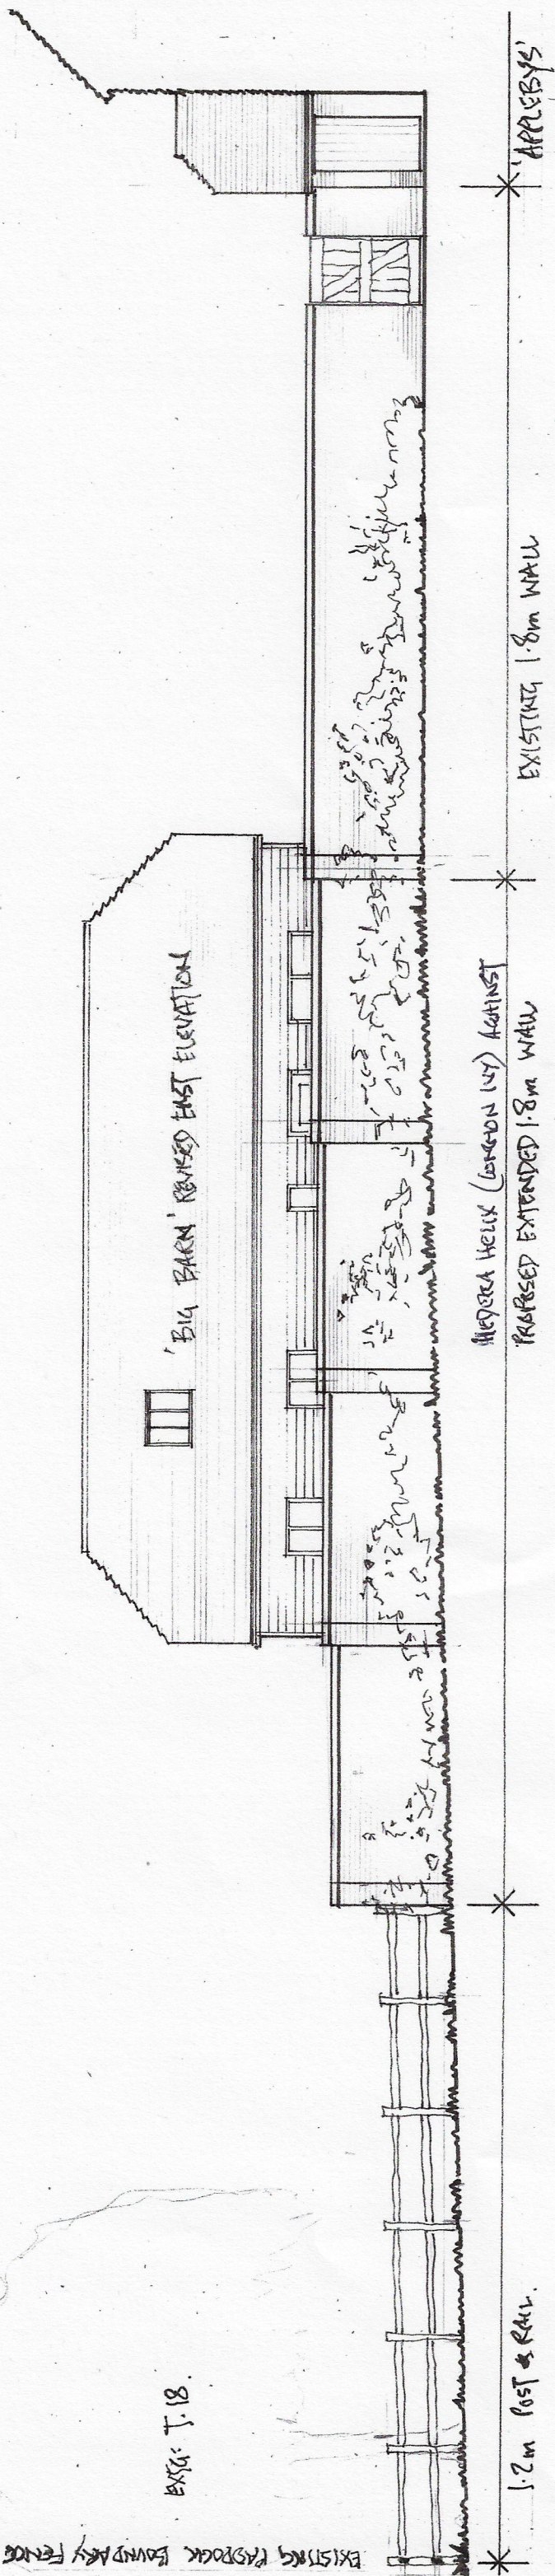 EXISTING PADDOCK BOUNDARY FENCE
EXTG: T.18.
'BIG BARN' REVISED EAST ELEVATION
1.2m POST & RAIL.
HEDERA HELIX (COMMON IVY) AGAINST
PROPOSED EXTENDED 1.8m WALL
EXISTING 1.8m WALL
'APPLEBYS'